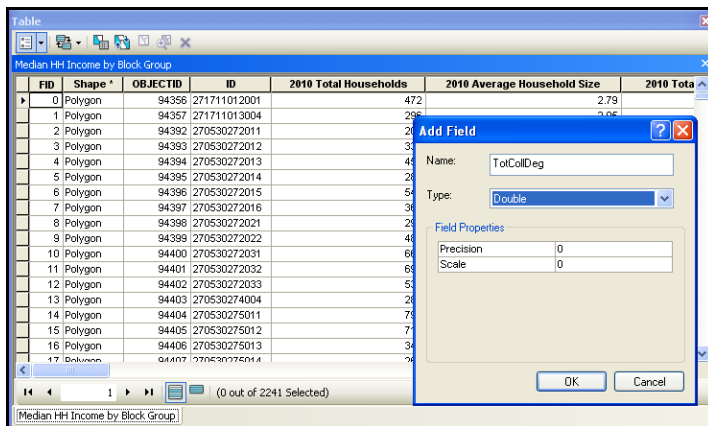 Table
Median HH Income by Block Group
FID Shape * OBJECTID ID 2010 Total Households 2010 Average Household Size 2010 Tota
0 Polygon 94356 271711012001 472 2.79
1 Polygon 94357 271711013004
2 Polygon 94392 270530272011
3 Polygon 94393 270530272012
4 Polygon 94394 270530272013
5 Polygon 94395 270530272014
6 Polygon 94396 270530272015
7 Polygon 94397 270530272016
8 Polygon 94398 270530272021
9 Polygon 94399 270530272022
10 Polygon 94400 270530272031
11 Polygon 94401 270530272032
12 Polygon 94402 270530272033
13 Polygon 94403 270530274004
14 Polygon 94404 270530275011
15 Polygon 94405 270530275012
16 Polygon 94406 270530275013
17 Polygon 94407 270530275014
Add Field
Name: TotCollDeg
Type: Double
Field Properties
Precision 0
Scale 0
OK Cancel
1 (0 out of 2241 Selected)
Median HH Income by Block Group